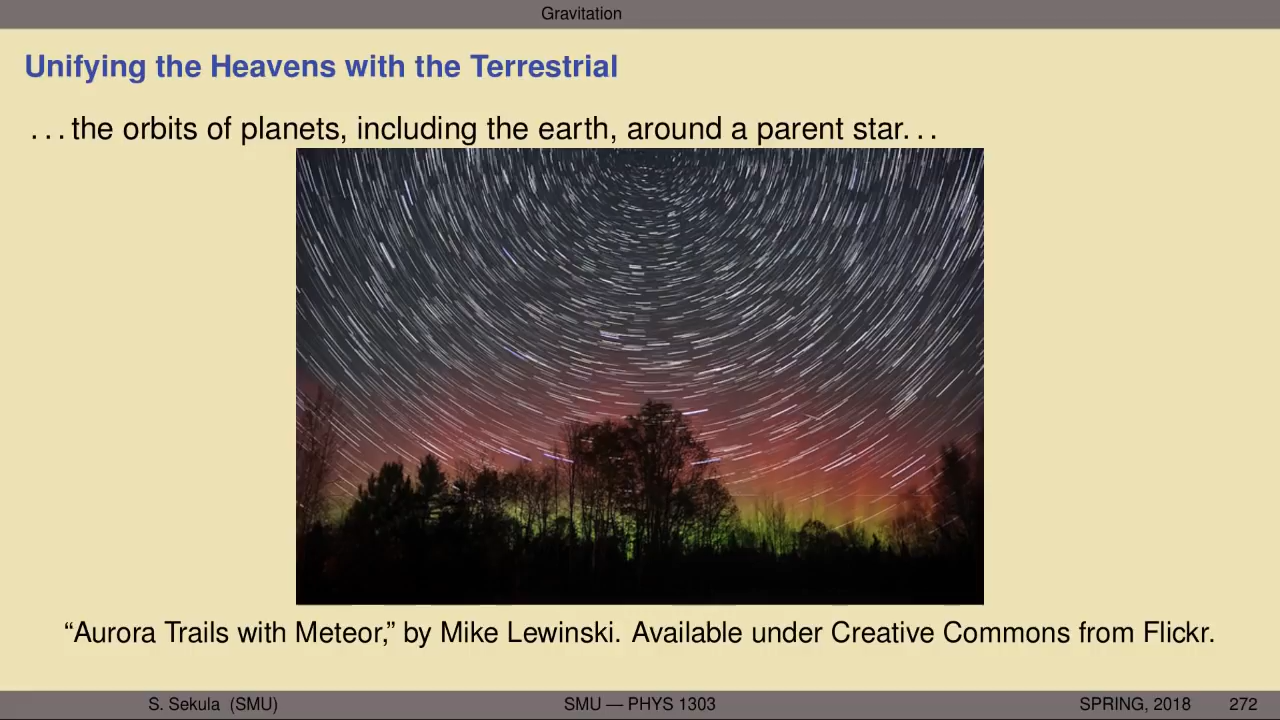 Gravitation
Unifying the Heavens with the Terrestrial
. . . the orbits of planets, including the earth, around a parent star. . .
“Aurora Trails with Meteor,” by Mike Lewinski. Available under Creative Commons from Flickr.
S. Sekula (SMU) SMU — PHYS 1303 SPRING, 2018 272